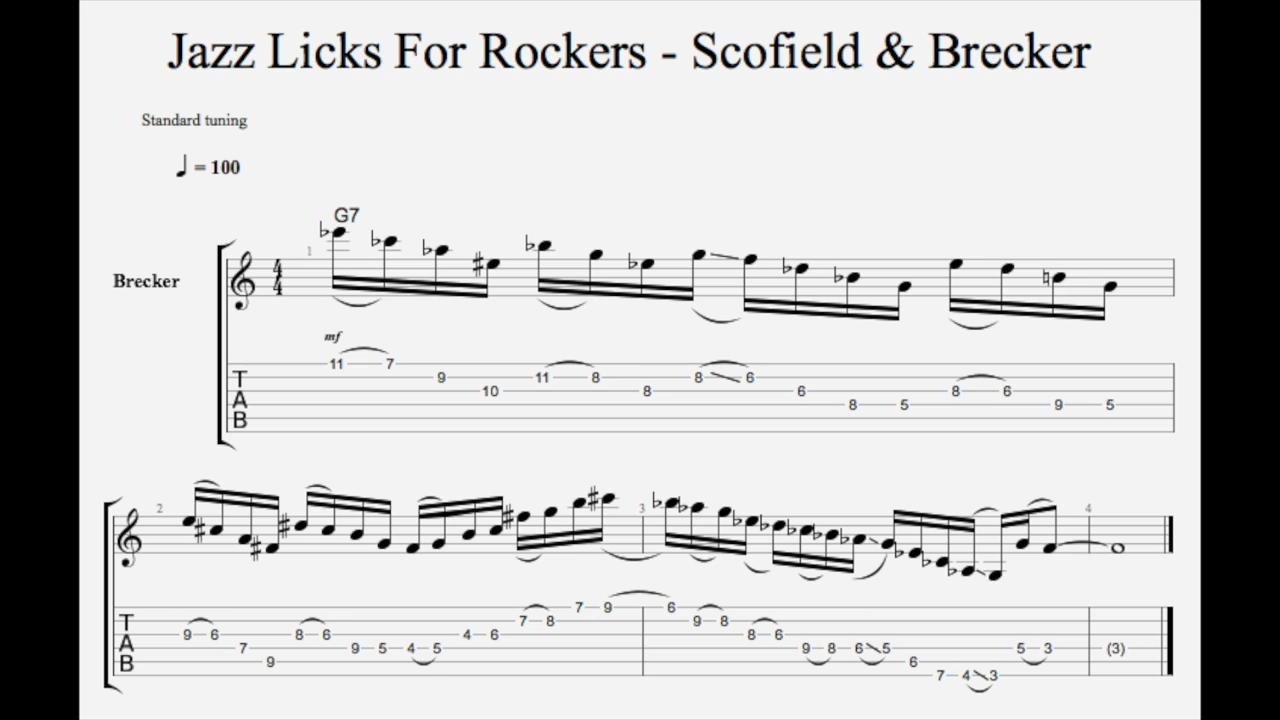 Jazz Licks For Rockers - Scofield & Brecker
Standard tuning
= 100
G7
1
4
4
Brecker
mf
11 7 11 8 8 6
T 9 10 8 6 8 6
A 8 5 9 5
B
2 3 4
7 9 6
T 7 8 9 8
9 6 8 6 4 6 8 6
A 7 9 5 4 5 9 8 6 5 5 3 (3)
B 9 6
7 4 3